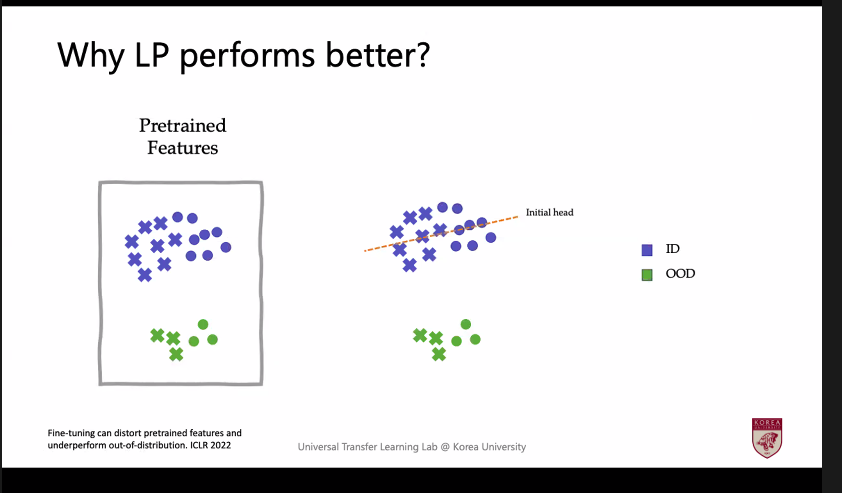 Why LP performs better?
Pretrained
Features
Initial head
ID
OOD
Fine-tuning can distort pretrained features and
underperform out-of-distribution. ICLR 2022
Universal Transfer Learning Lab @ Korea University
KOREA